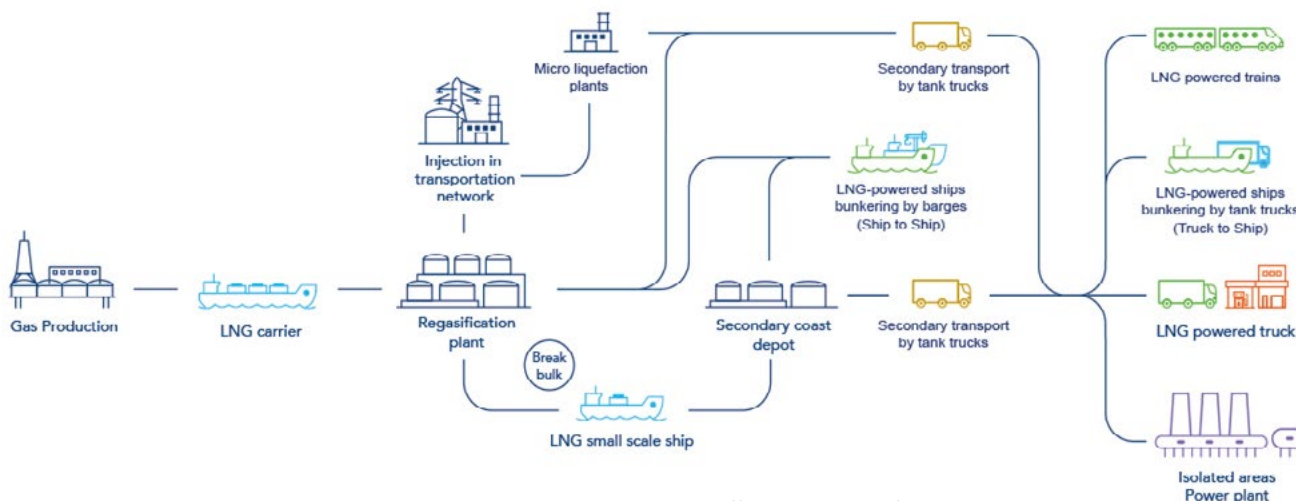 Micro liquefaction
plants
Secondary transport
by tank trucks
LNG powered trains
Injection in
transportation
network
LNG-powered ships
bunkering by barges
(Ship to Ship)
LNG-powered ships
bunkering by tank trucks
(Truck to Ship)
Gas Production
LNG carrier
Regasification
plant
Secondary coast
depot
Secondary transport
by tank trucks
LNG powered truck
Break
bulk
LNG small scale ship
Isolated areas
Power plant